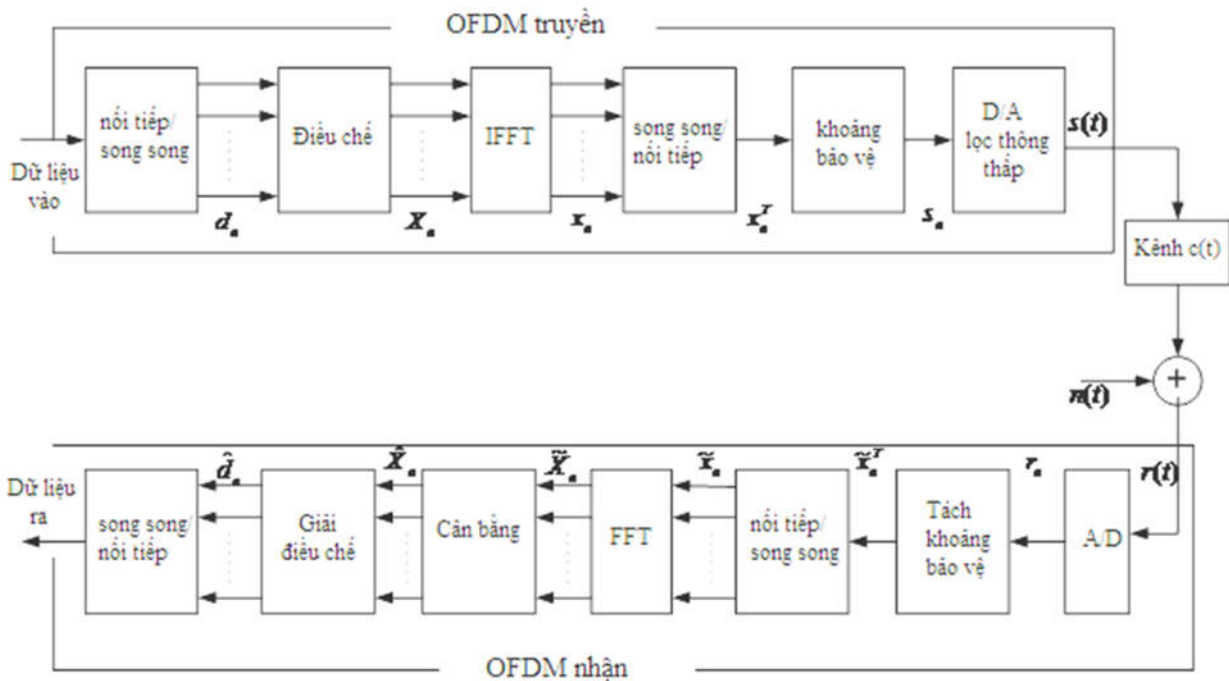 OFDM truyền
Dữ liệu
vào
nối tiếp/
song song
d_n
Điều chế
X_n
IFFT
x_n
song song/
nối tiếp
x_n^T
khoảng
bảo vệ
s_n
D/A
lọc thông
thấp
s(t)
Kênh c(t)
+
n(t)
r(t)
A/D
r_n
Tách
khoảng
bảo vệ
x̃_n^T
nối tiếp/
song song
x̃_n
FFT
X̃_n
Cân bằng
X̂_n
Giải
điều chế
d̂_n
song song/
nối tiếp
Dữ liệu
ra
OFDM nhận